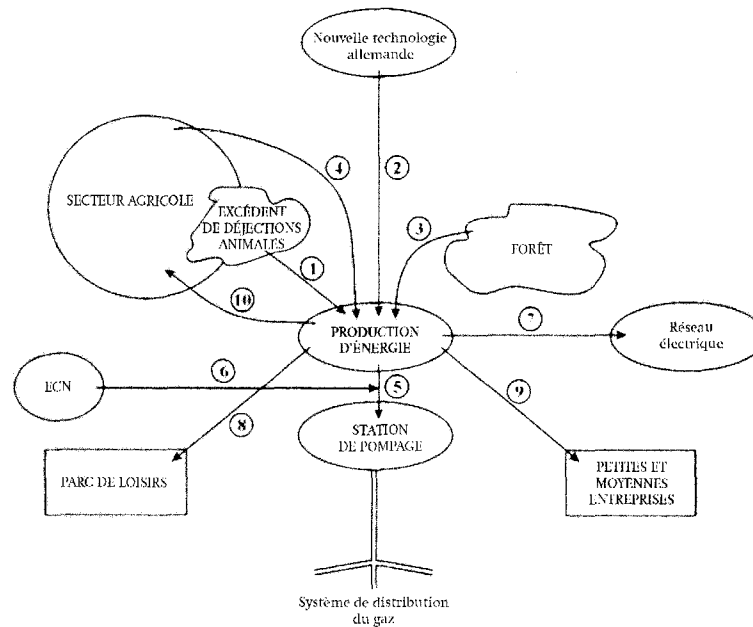 Nouvelle technologie
allemande
4
2
SECTEUR AGRICOLE
EXCÉDENT
DE DÉJECTIONS
ANIMALES
3
FORÊT
1
10
PRODUCTION
D'ÉNERGIE
7
Réseau
électrique
ECN
6
5
9
8
STATION
DE POMPAGE
PARC DE LOISIRS
PETITES ET
MOYENNES
ENTREPRISES
Système de distribution
du gaz